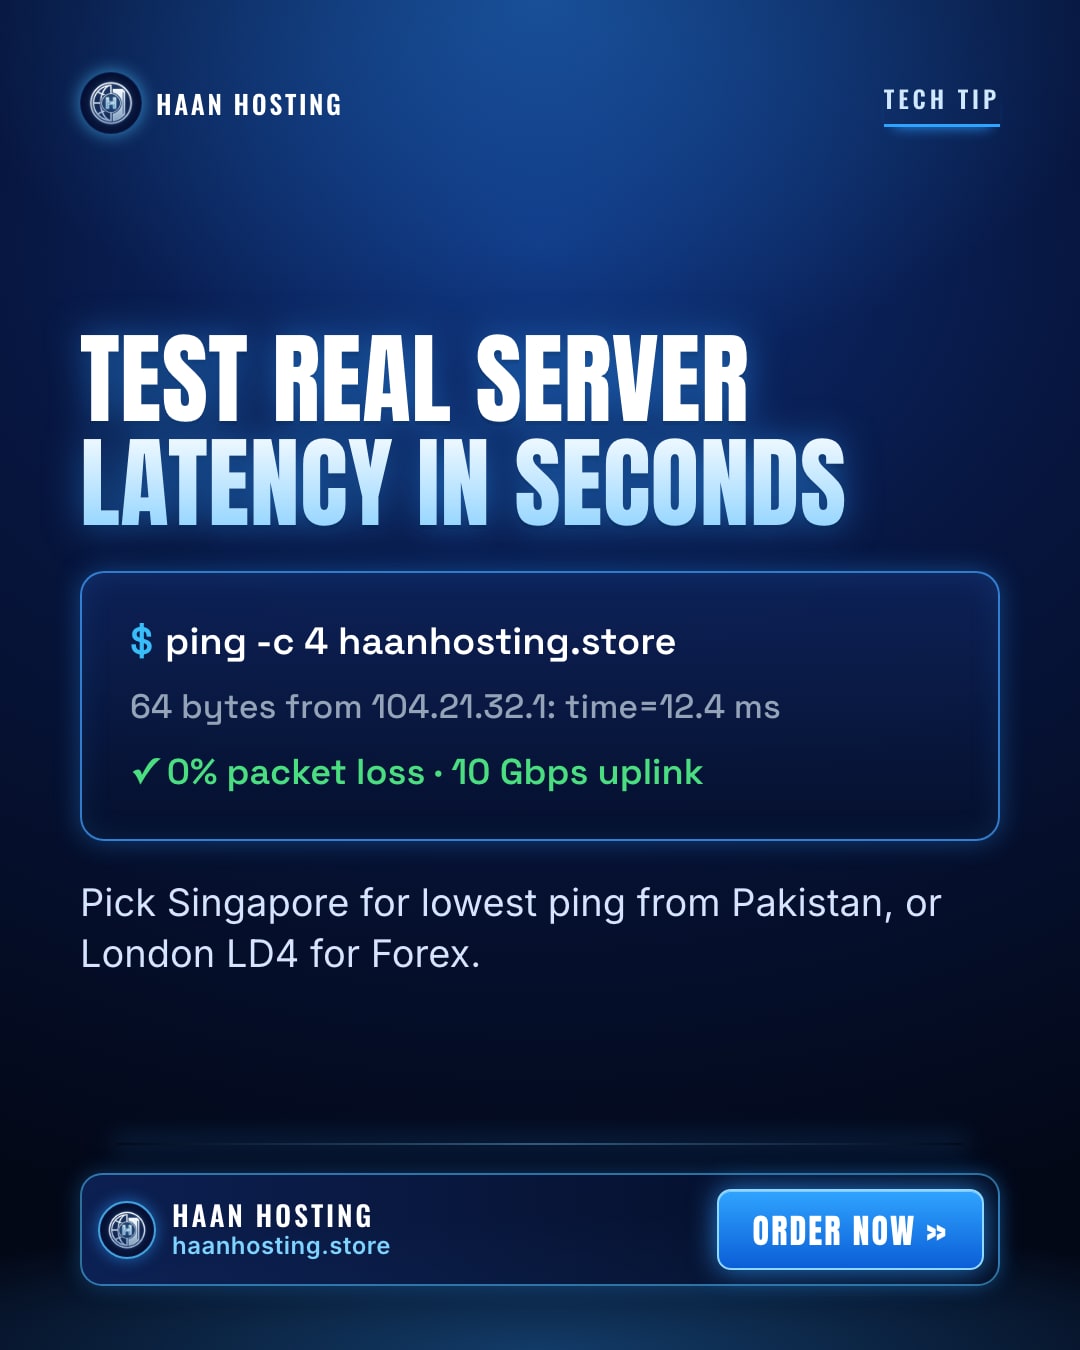 HAAN HOSTING
TECH TIP
TEST REAL SERVER
LATENCY IN SECONDS
$ ping -c 4 haanhosting.store
64 bytes from 104.21.32.1: time=12.4 ms
✓ 0% packet loss · 10 Gbps uplink
Pick Singapore for lowest ping from Pakistan, or
London LD4 for Forex.
HAAN HOSTING
haanhosting.store
ORDER NOW »